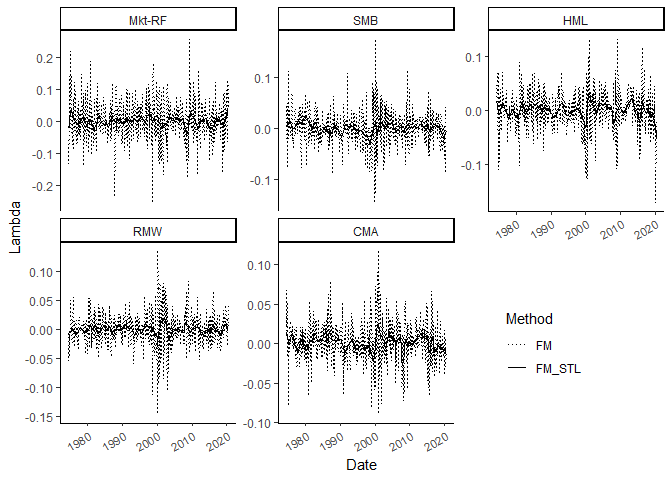 Mkt-RF
SMB
HML
0.2
0.1
0.0
-0.1
-0.2
0.1
0.0
-0.1
0.1
0.0
-0.1
1980 1990 2000 2010 2020
Lambda
RMW
CMA
0.10
0.05
0.00
-0.05
-0.10
-0.15
0.10
0.05
0.00
-0.05
-0.10
1980 1990 2000 2010 2020
1980 1990 2000 2010 2020
Date
Method
FM
FM_STL